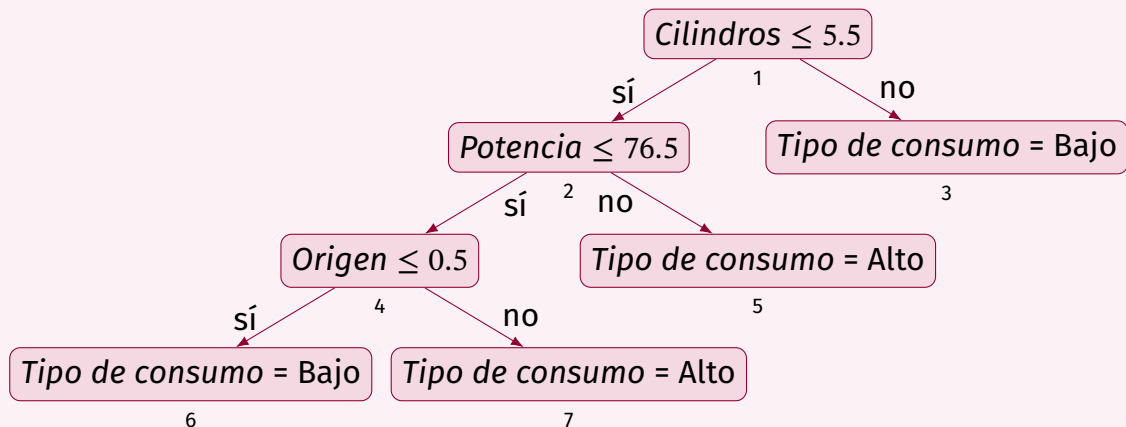 Cilindros ≤ 5.5
1
sí
no
Potencia ≤ 76.5
Tipo de consumo = Bajo
2
3
sí
no
Origen ≤ 0.5
Tipo de consumo = Alto
4
5
sí
no
Tipo de consumo = Bajo
Tipo de consumo = Alto
6
7